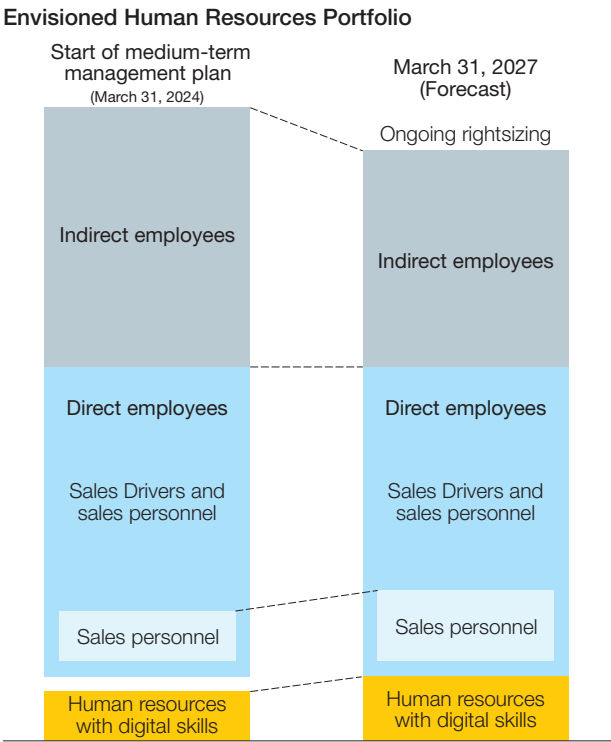 Envisioned Human Resources Portfolio
Start of medium-term
management plan
(March 31, 2024)
March 31, 2027
(Forecast)
Ongoing rightsizing
Indirect employees
Indirect employees
Direct employees
Direct employees
Sales Drivers and
sales personnel
Sales Drivers and
sales personnel
Sales personnel
Sales personnel
Human resources
with digital skills
Human resources
with digital skills